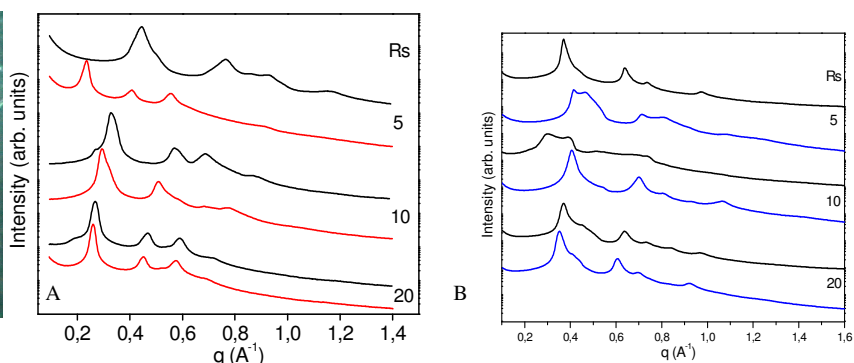 Intensity (arb. units)
Rs
5
10
20
A
0,2 0,4 0,6 0,8 1,0 1,2 1,4
q (A-1)
Intensity (arb. units)
Rs
5
10
20
B
0,2 0,4 0,6 0,8 1,0 1,2 1,4 1,6
q (A-1)